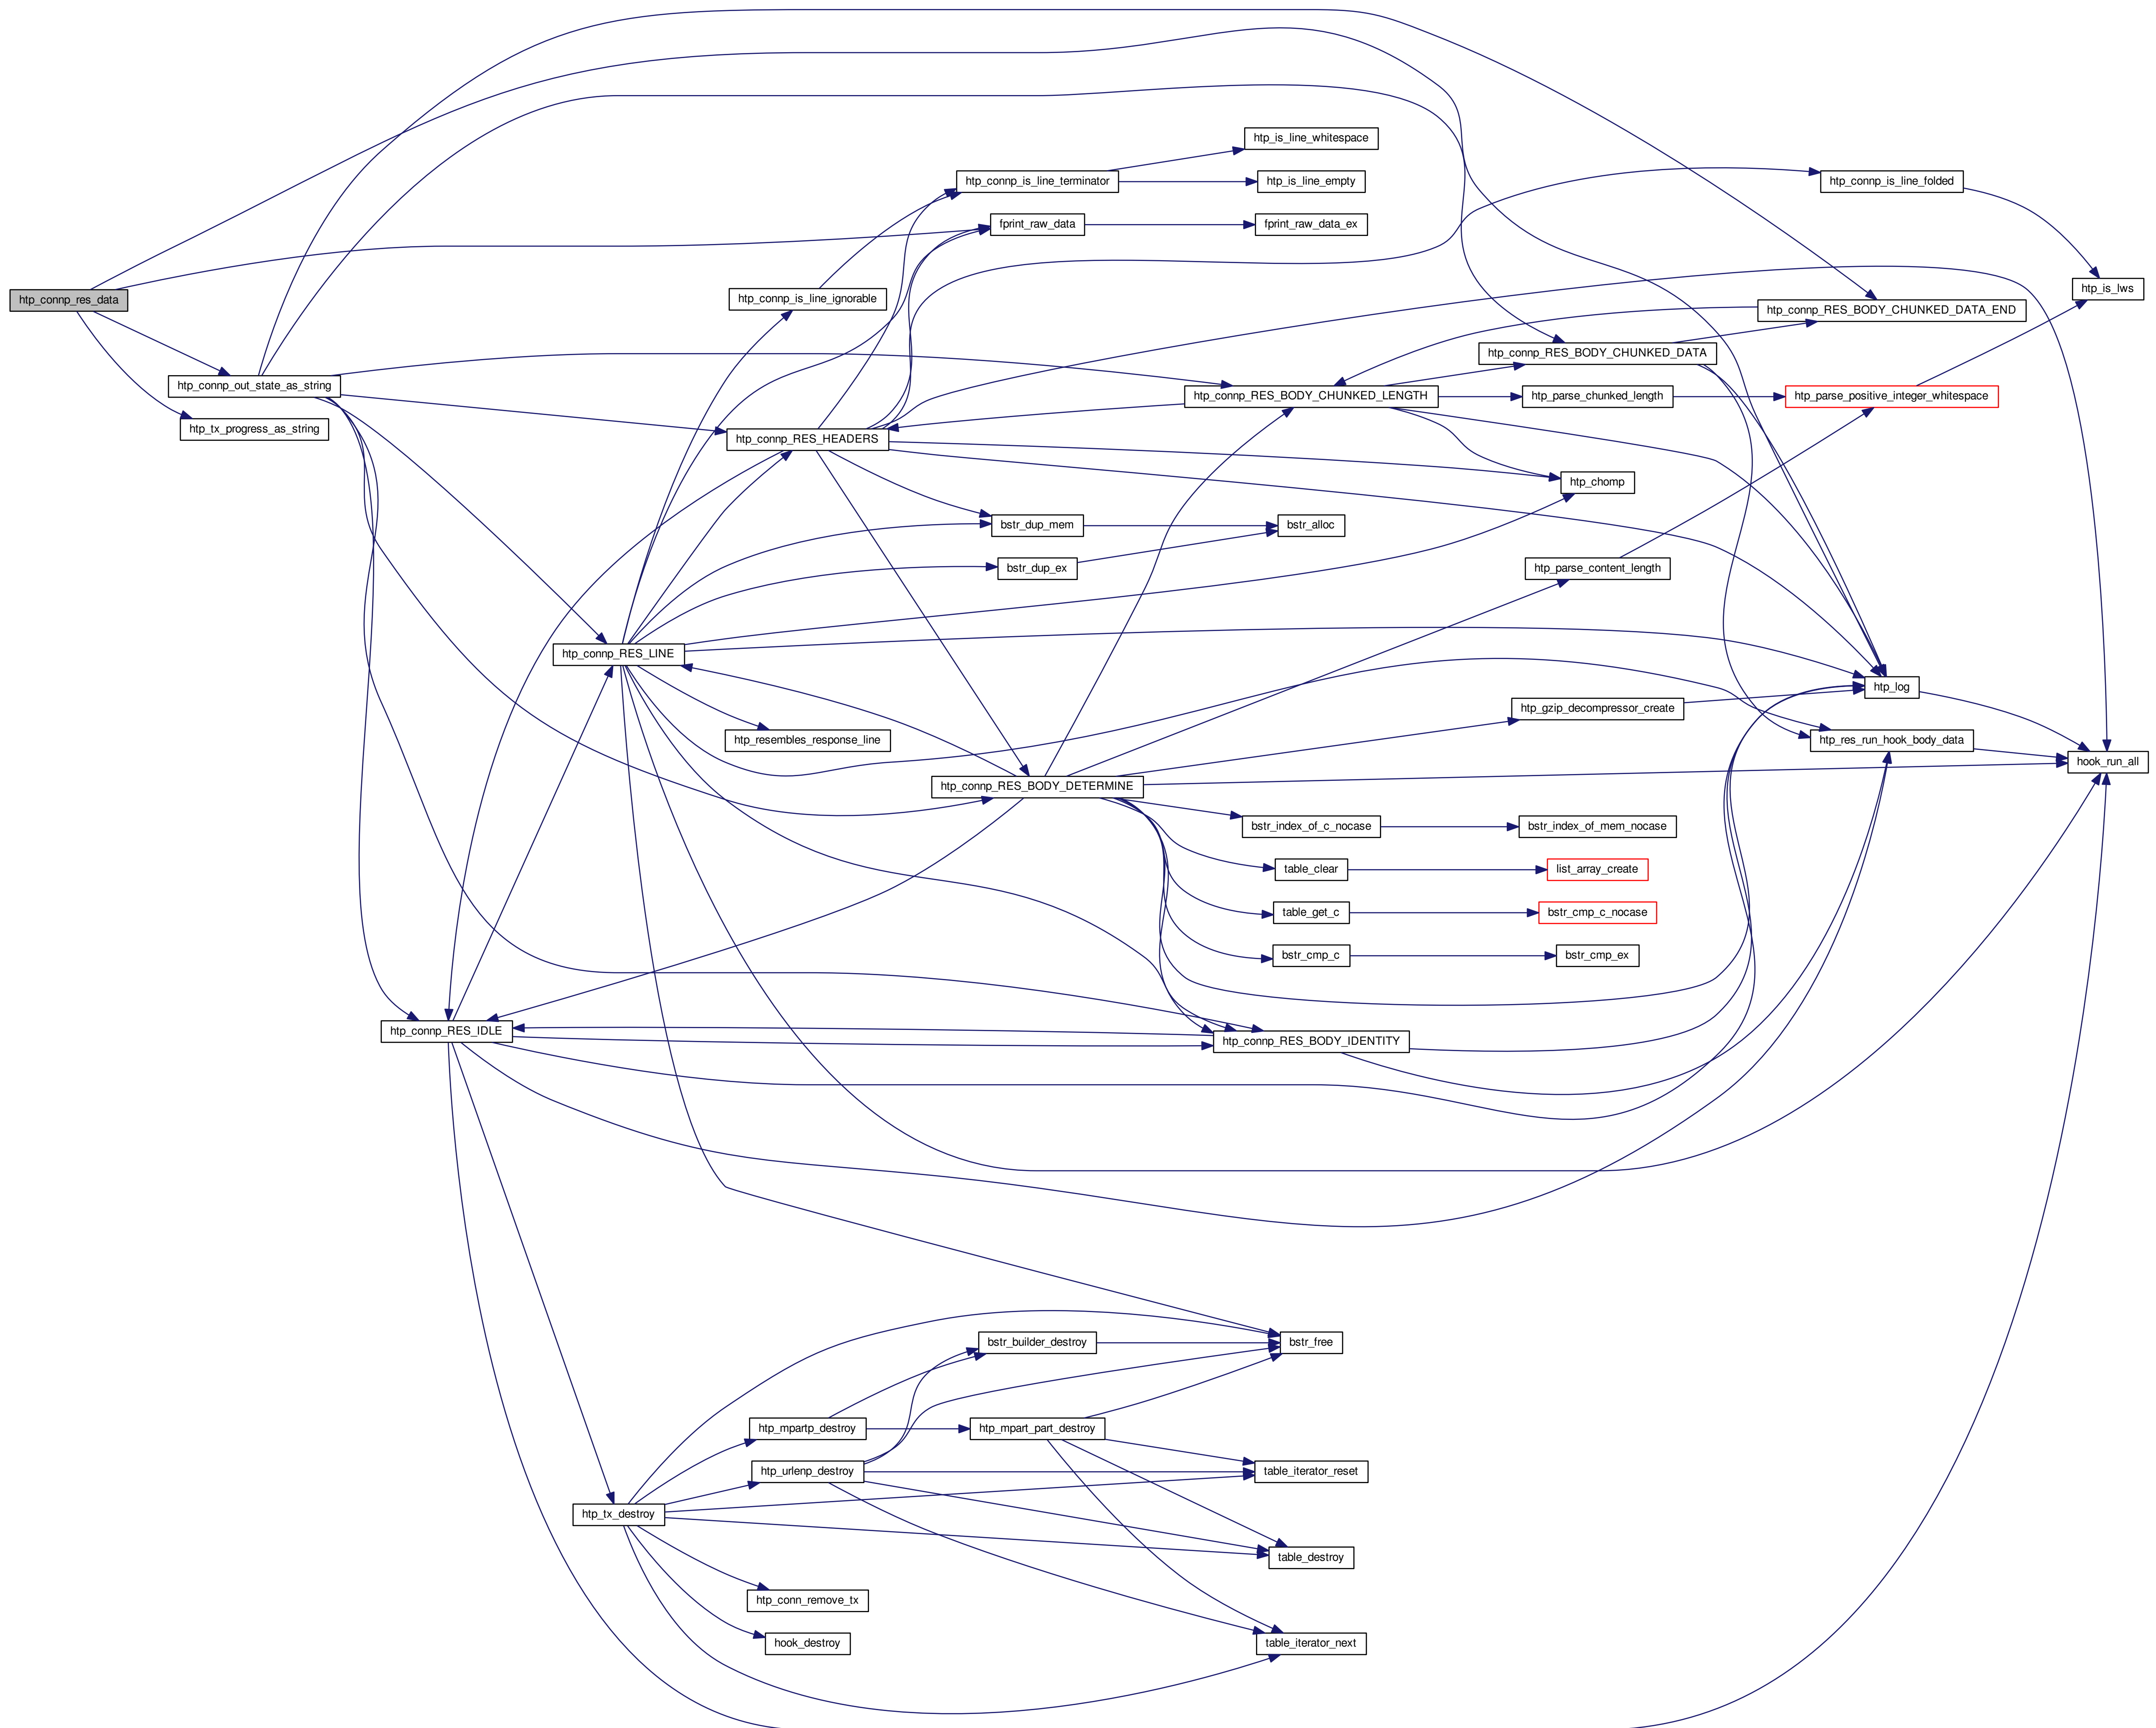 htp_connp_res_data
htp_connp_out_state_as_string
htp_tx_progress_as_string
htp_connp_RES_IDLE
htp_connp_RES_LINE
htp_tx_destroy
htp_connp_is_line_ignorable
htp_connp_RES_HEADERS
htp_resembles_response_line
htp_mpartp_destroy
htp_urlenp_destroy
htp_conn_remove_tx
hook_destroy
htp_connp_is_line_terminator
fprint_raw_data
bstr_dup_mem
bstr_dup_ex
htp_connp_RES_BODY_DETERMINE
bstr_builder_destroy
htp_mpart_part_destroy
htp_is_line_whitespace
htp_is_line_empty
fprint_raw_data_ex
htp_connp_RES_BODY_CHUNKED_LENGTH
bstr_alloc
bstr_index_of_c_nocase
table_clear
table_get_c
bstr_cmp_c
htp_connp_RES_BODY_IDENTITY
bstr_free
table_iterator_reset
table_destroy
table_iterator_next
htp_connp_RES_BODY_CHUNKED_DATA
htp_parse_chunked_length
htp_chomp
htp_parse_content_length
htp_gzip_decompressor_create
bstr_index_of_mem_nocase
list_array_create
bstr_cmp_c_nocase
bstr_cmp_ex
htp_connp_is_line_folded
htp_connp_RES_BODY_CHUNKED_DATA_END
htp_parse_positive_integer_whitespace
htp_log
htp_res_run_hook_body_data
htp_is_lws
hook_run_all